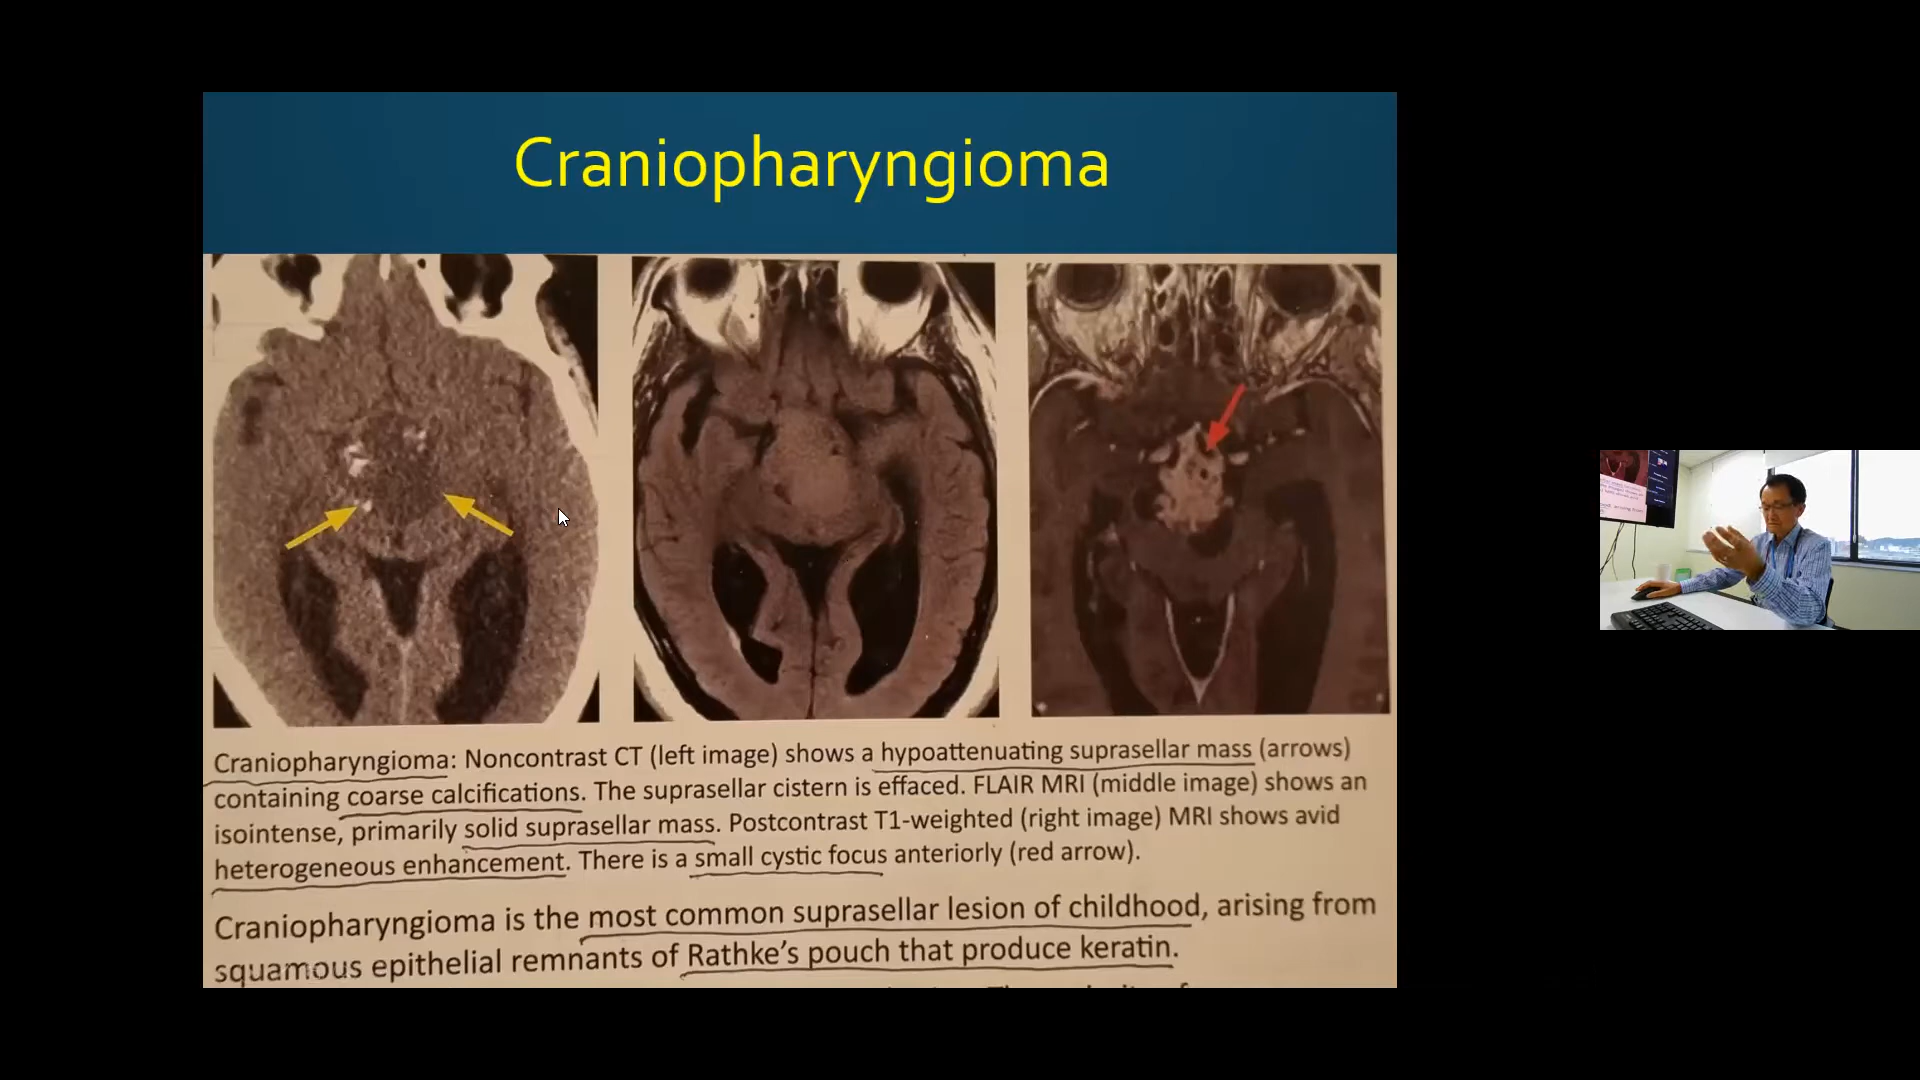 Craniopharyngioma
Craniopharyngioma: Noncontrast CT (left image) shows a hypoattenuating suprasellar mass (arrows)
containing coarse calcifications. The suprasellar cistern is effaced. FLAIR MRI (middle image) shows an
isointense, primarily solid suprasellar mass. Postcontrast T1-weighted (right image) MRI shows avid
heterogeneous enhancement. There is a small cystic focus anteriorly (red arrow).
Craniopharyngioma is the most common suprasellar lesion of childhood, arising from
squamous epithelial remnants of Rathke's pouch that produce keratin.